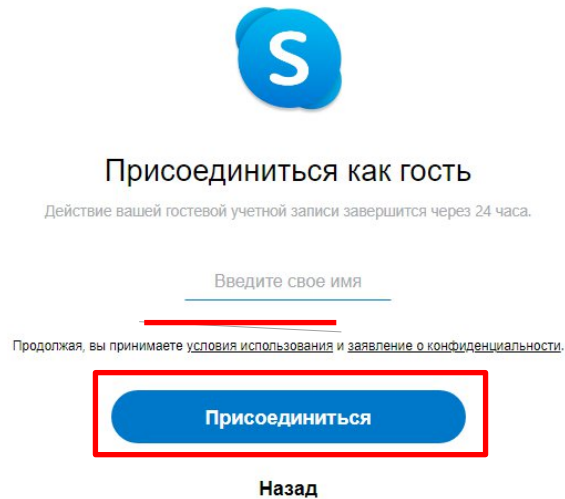 S
Присоединиться как гость
Действие вашей гостевой учетной записи завершится через 24 часа.
Введите свое имя
Продолжая, вы принимаете условия использования и заявление о конфиденциальности.
Присоединиться
Назад